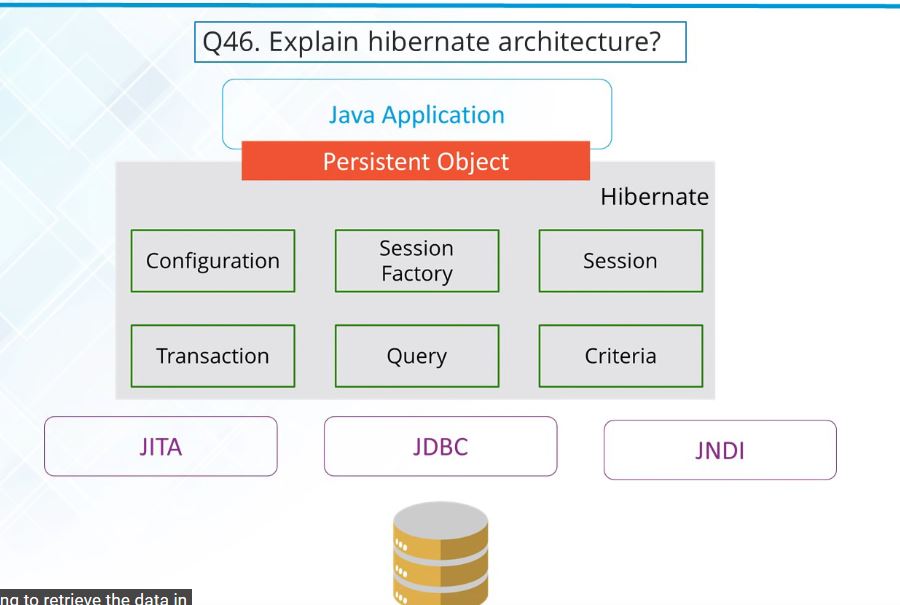 Q46. Explain hibernate architecture?
Java Application
Persistent Object
Hibernate
Configuration
Session
Factory
Session
Transaction
Query
Criteria
JITA
JDBC
JNDI
ng to retrieve the data in